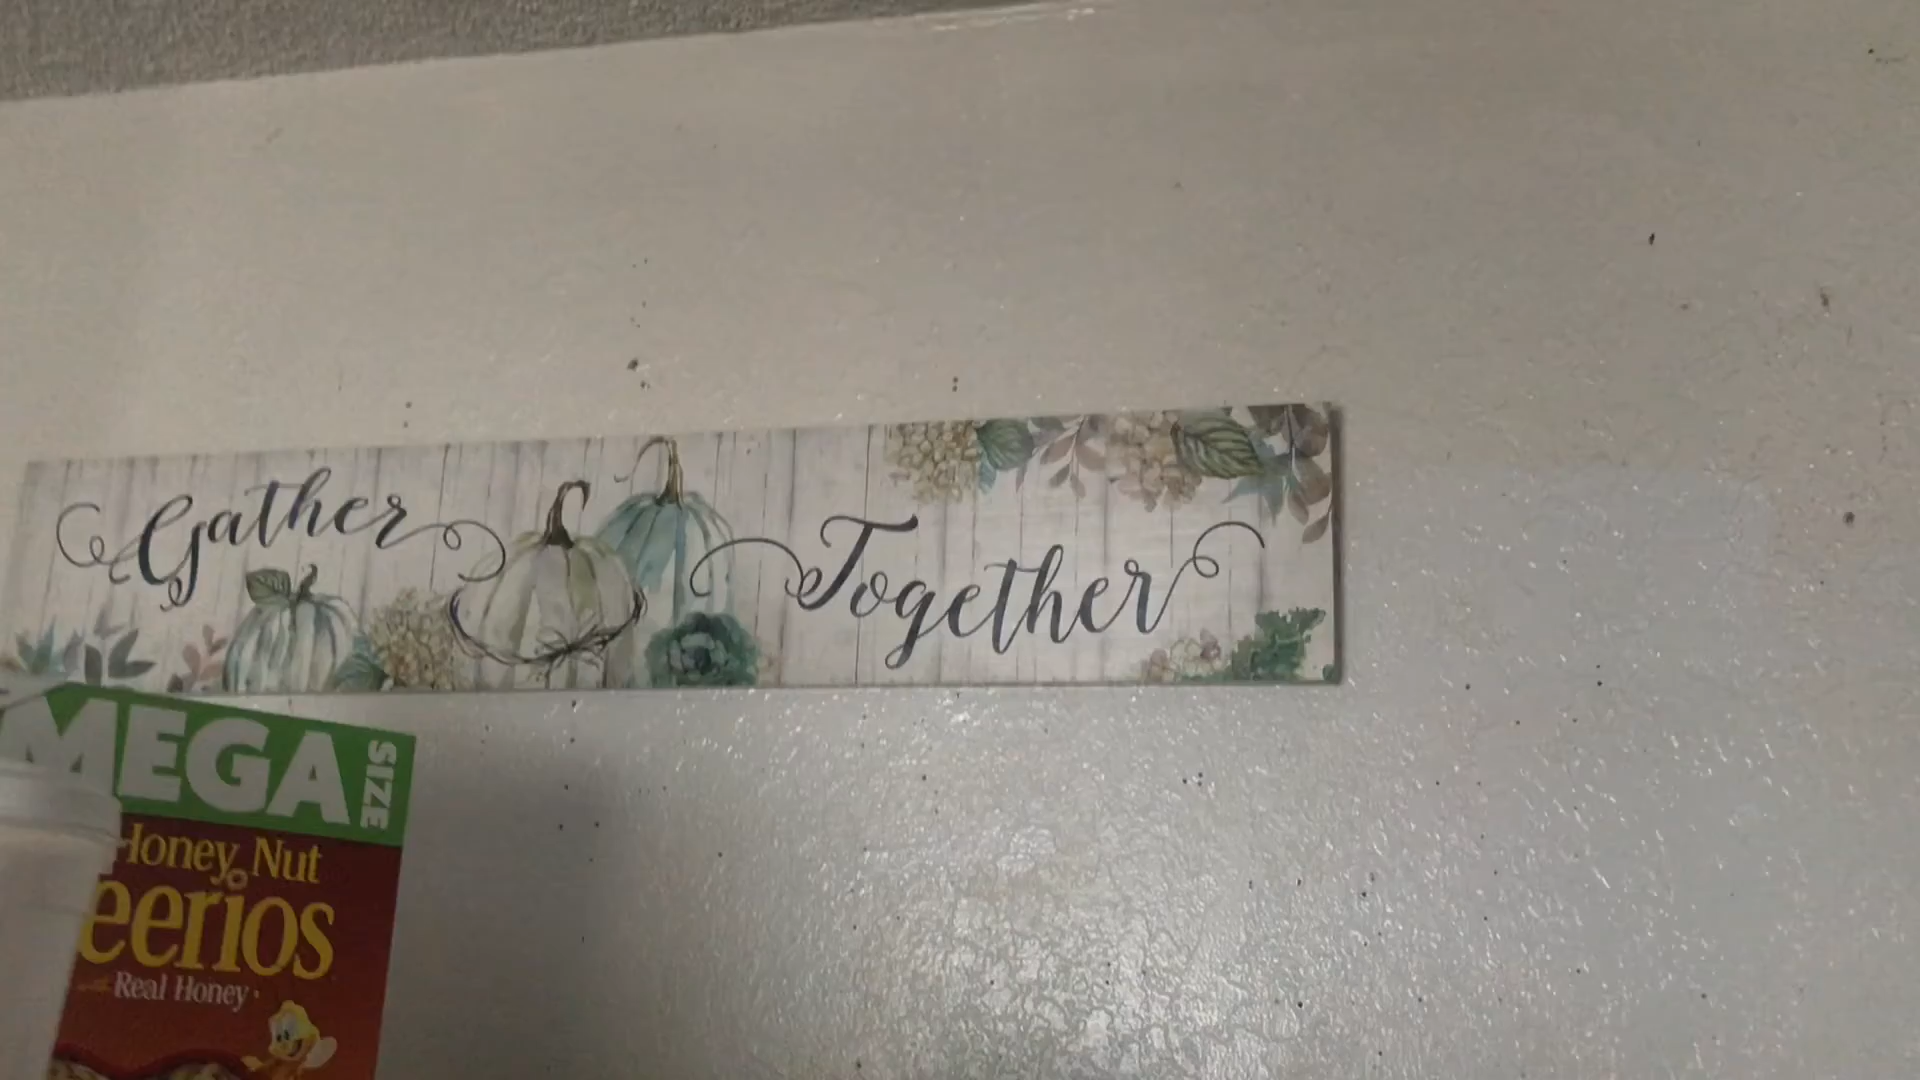 Gather Together
MEGA SIZE
Honey Nut
eerios
Real Honey